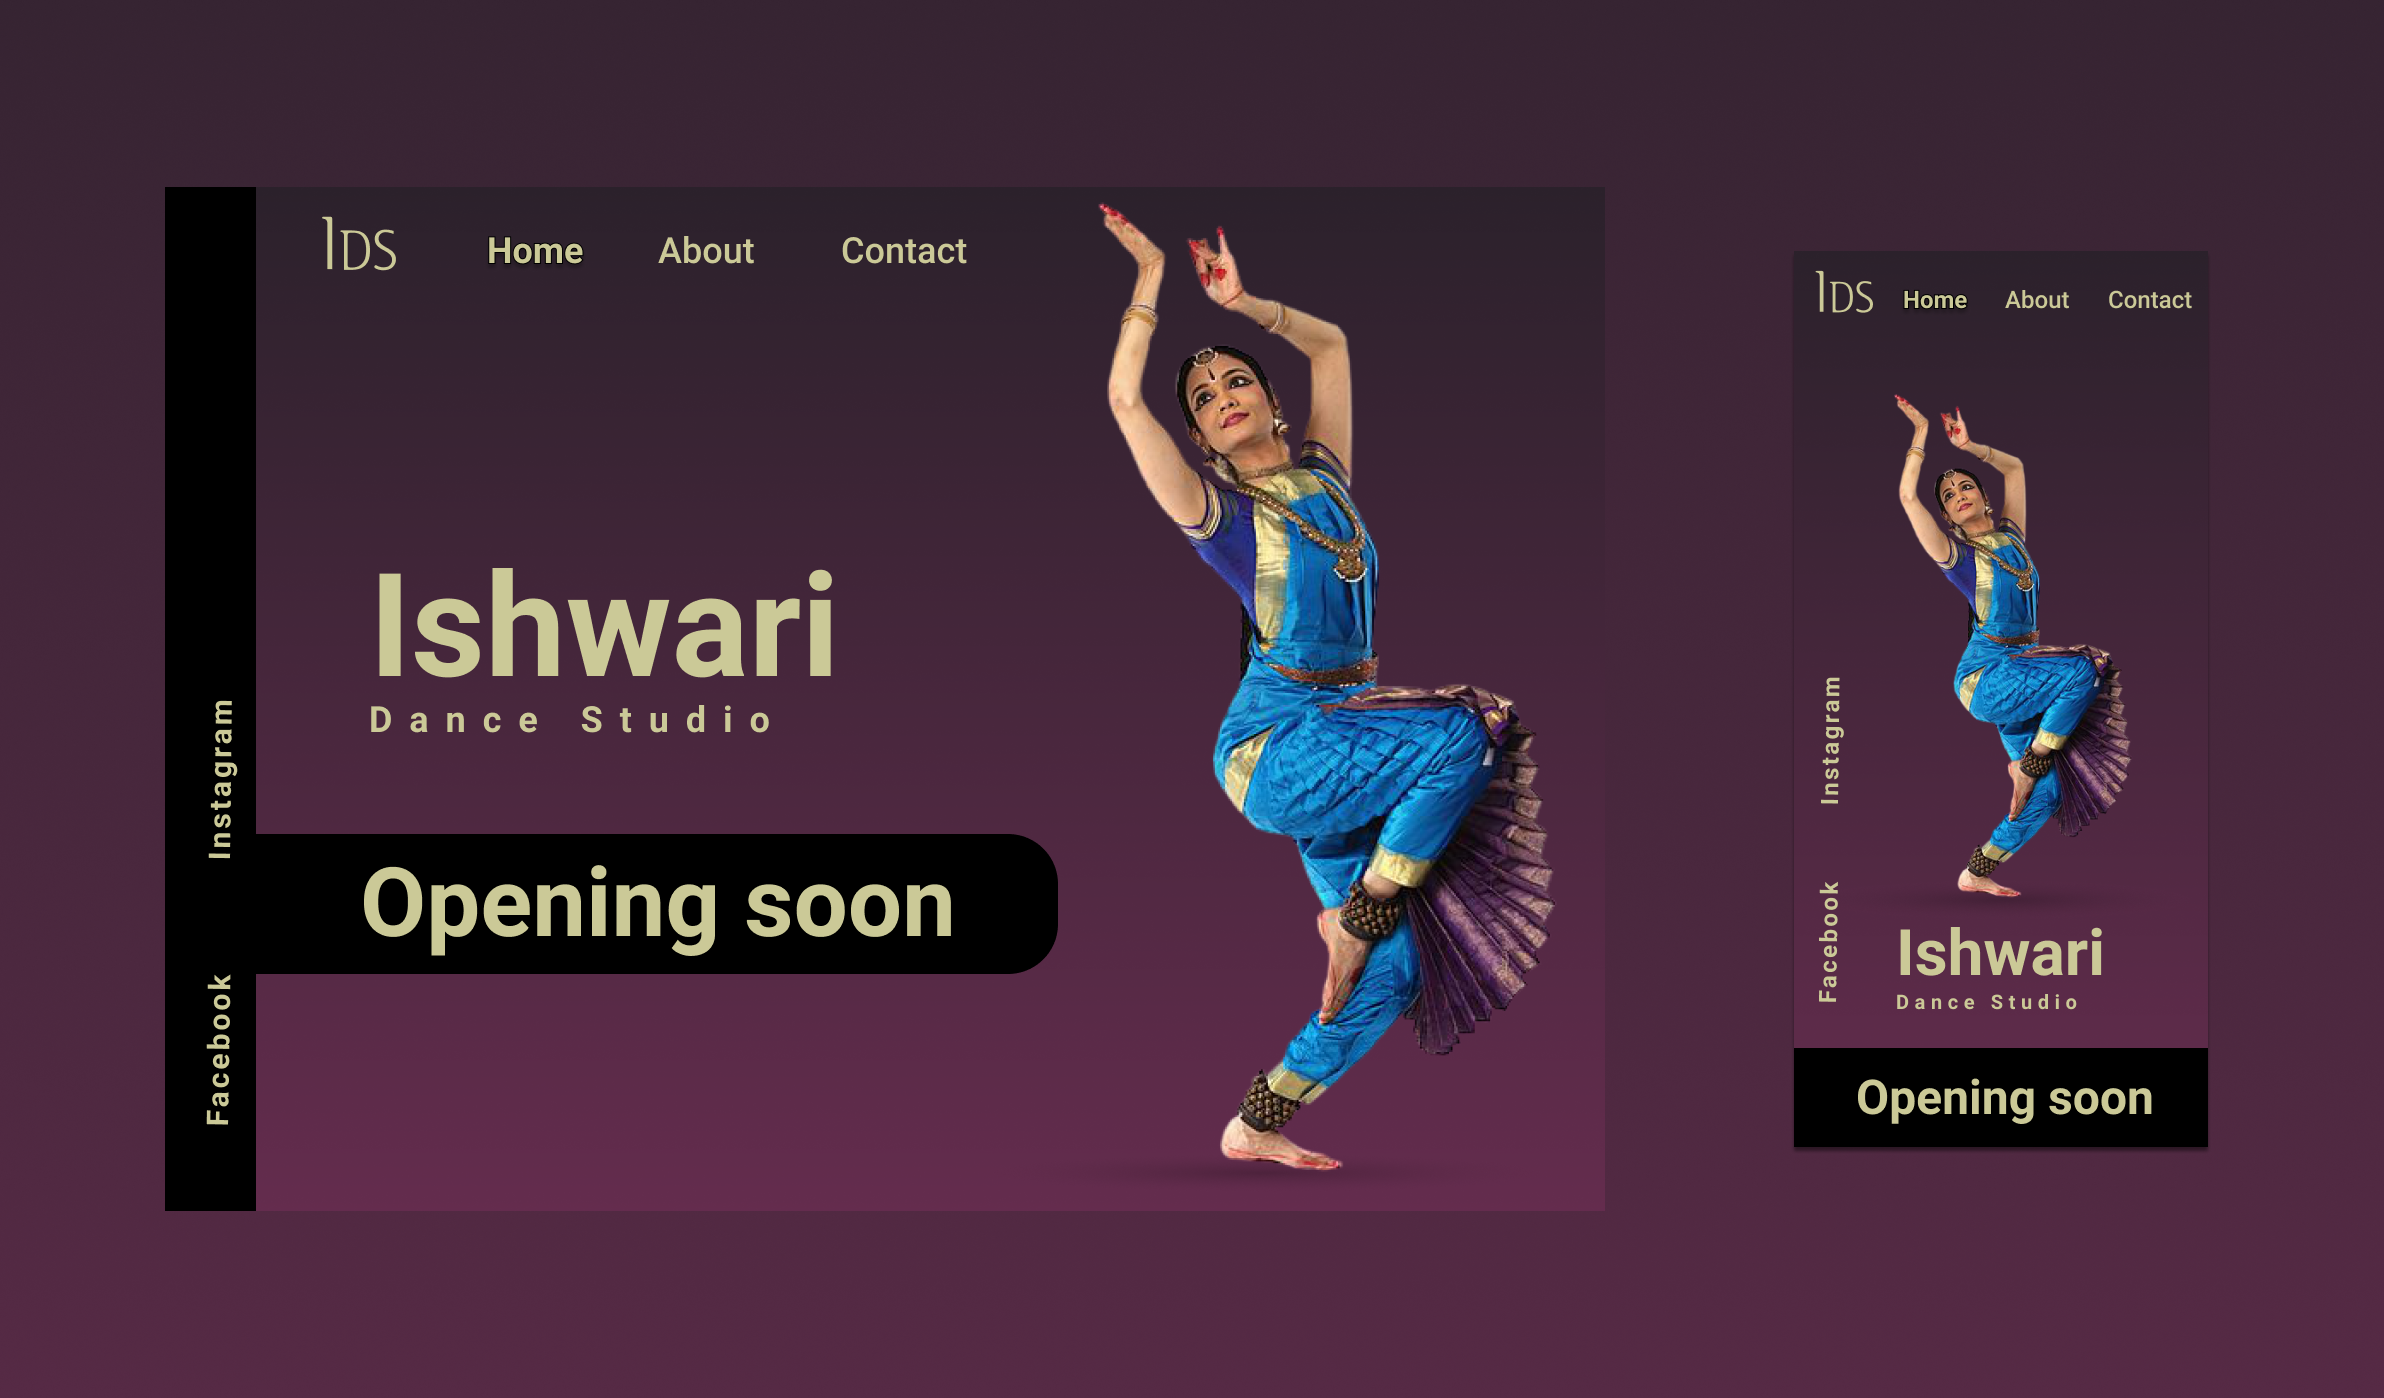 IDS Home About Contact
Ishwari
Dance Studio
Instagram
Opening soon
Facebook
IDS Home About Contact
Instagram
Facebook
Ishwari
Dance Studio
Opening soon